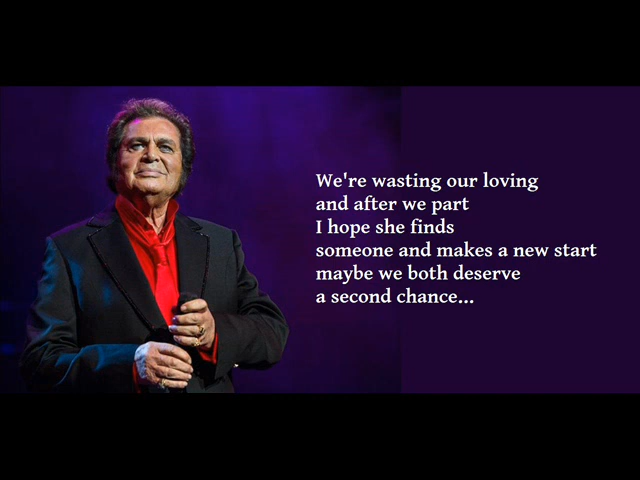 We're wasting our loving
and after we part
I hope she finds
someone and makes a new start
maybe we both deserve
a second chance...